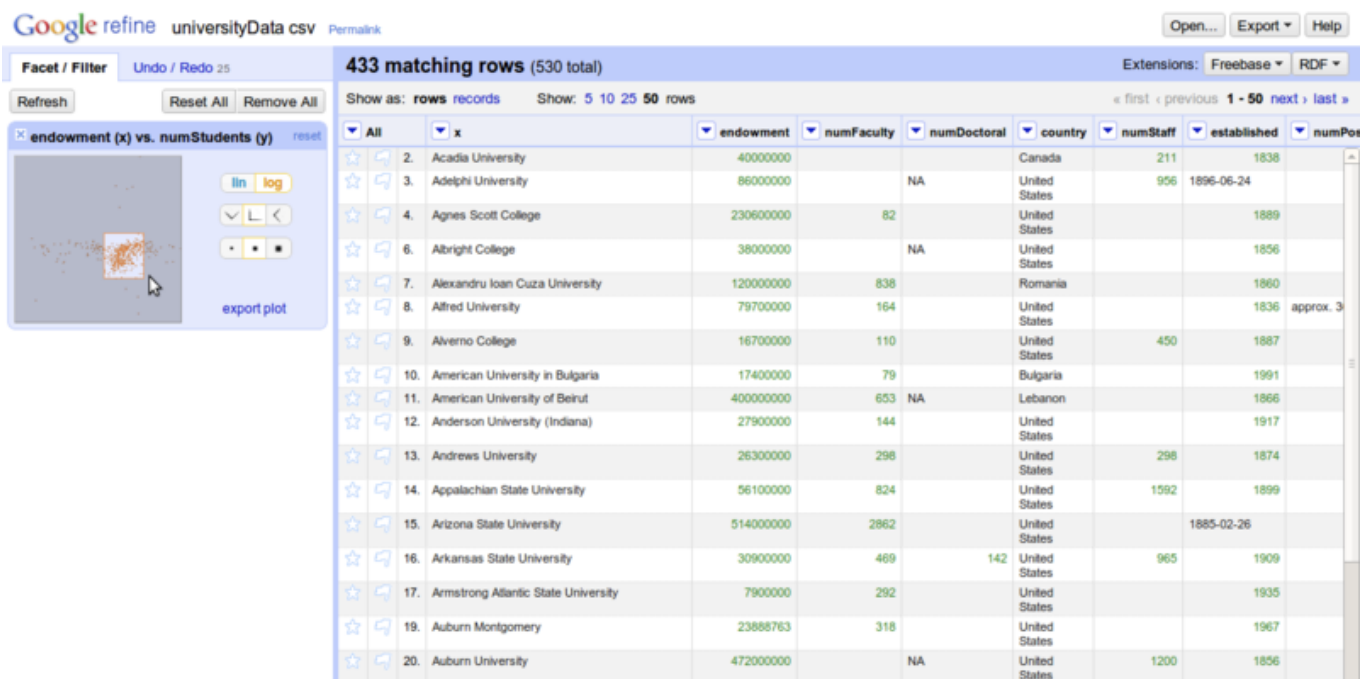 Google refine universityData csv Permalink Open... Export Help
Facet / Filter Undo / Redo 25 433 matching rows (530 total) Extensions: Freebase RDF
Refresh Reset All Remove All Show as: rows records Show: 5 10 25 50 rows « first ‹ previous 1 - 50 next › last »
endowment (x) vs. numStudents (y) reset
lin log
export plot
All x endowment numFaculty numDoctoral country numStaff established numPos
2. Acadia University 40000000 Canada 211 1838
3. Adelphi University 86000000 NA United States 956 1896-06-24
4. Agnes Scott College 230600000 82 United States 1889
6. Albright College 38000000 NA United States 1856
7. Alexandru Ioan Cuza University 120000000 838 Romania 1860
8. Alfred University 79700000 164 United States 1836 approx. 3
9. Alverno College 16700000 110 United States 450 1887
10. American University in Bulgaria 17400000 79 Bulgaria 1991
11. American University of Beirut 400000000 653 NA Lebanon 1866
12. Anderson University (Indiana) 27900000 144 United States 1917
13. Andrews University 26300000 298 United States 298 1874
14. Appalachian State University 56100000 824 United States 1592 1899
15. Arizona State University 514000000 2862 United States 1885-02-26
16. Arkansas State University 30900000 469 142 United States 965 1909
17. Armstrong Atlantic State University 7900000 292 United States 1935
19. Auburn Montgomery 23888763 318 United States 1967
20. Auburn University 472000000 NA United States 1200 1856